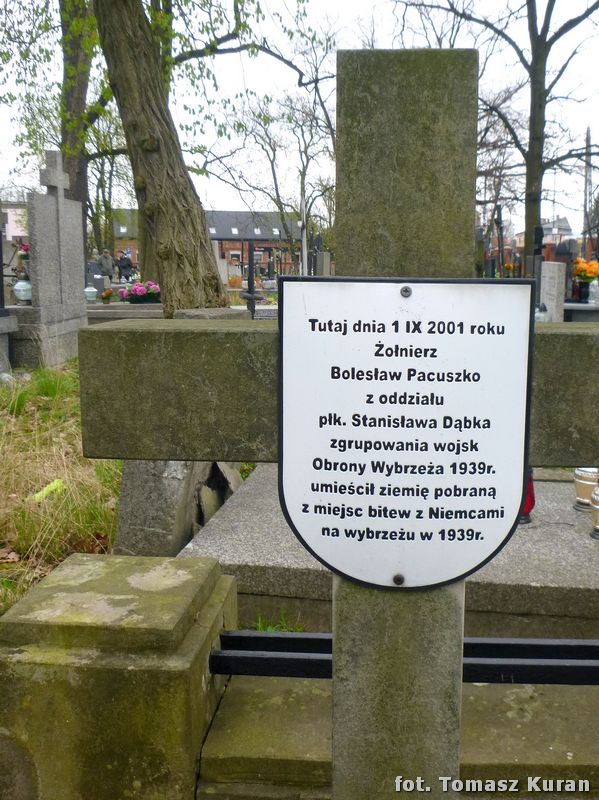 Tutaj dnia 1 IX 2001 roku
Żołnierz
Bolesław Pacuszko
z oddziału
płk. Stanisława Dąbka
zgrupowania wojsk
Obrony Wybrzeża 1939r.
umieścił ziemię pobraną
z miejsc bitew z Niemcami
na wybrzeżu w 1939r.
fot. Tomasz Kuran